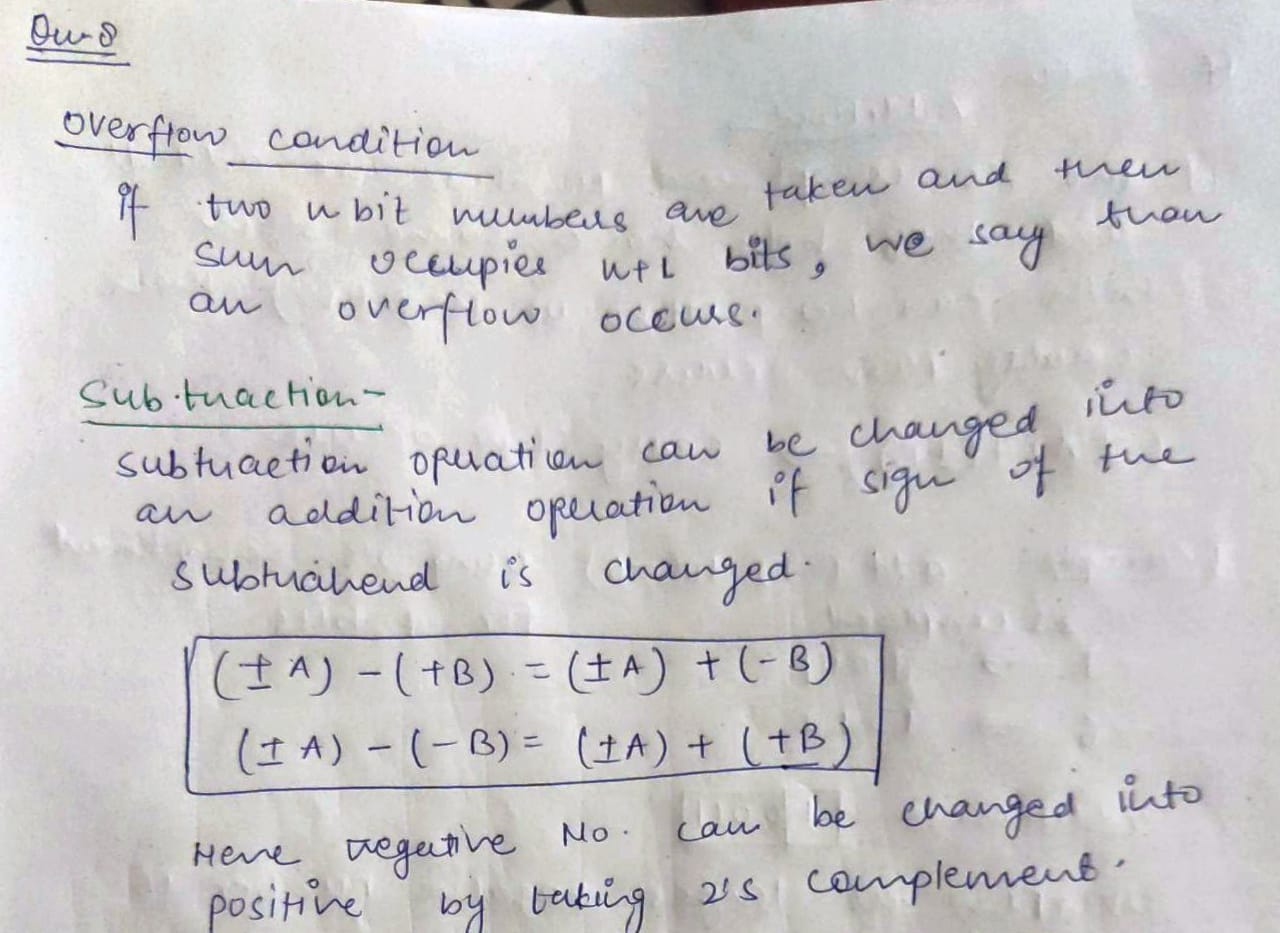 Qu-8
overflow condition
if two n bit numbers are taken and then
sum occupies n+1 bits, we say than
an overflow occurs.
Subtraction-
subtraction operation can be changed into
an addition operation if sign of the
subtrahend is changed.
(± A) - (+B) = (± A) + (- B)
(± A) - (- B) = (± A) + (+B)
Here negative No. can be changed into
positive by taking 2's complement.